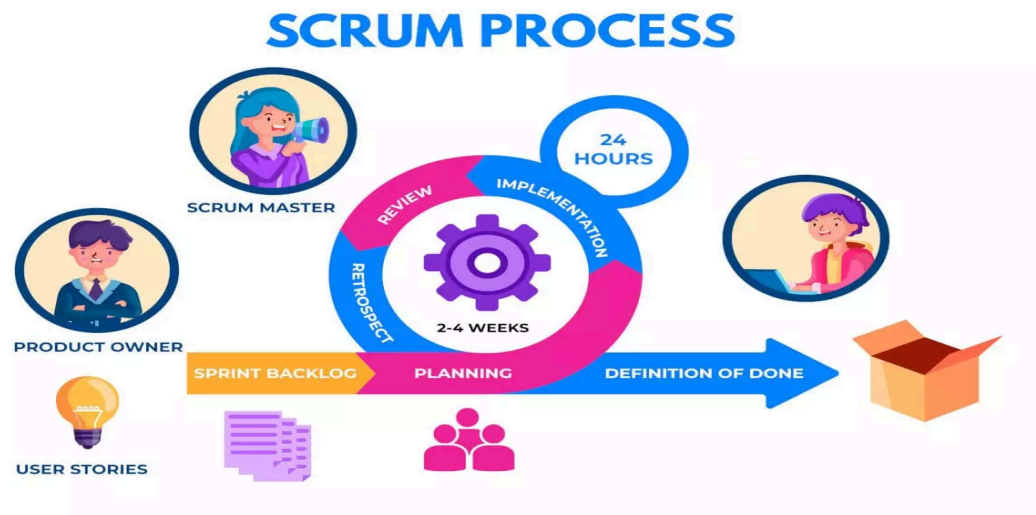 SCRUM PROCESS
24
HOURS
SCRUM MASTER
REVIEW
IMPLEMENTATION
RETROSPECT
2-4 WEEKS
PRODUCT OWNER
SPRINT BACKLOG
PLANNING
DEFINITION OF DONE
USER STORIES